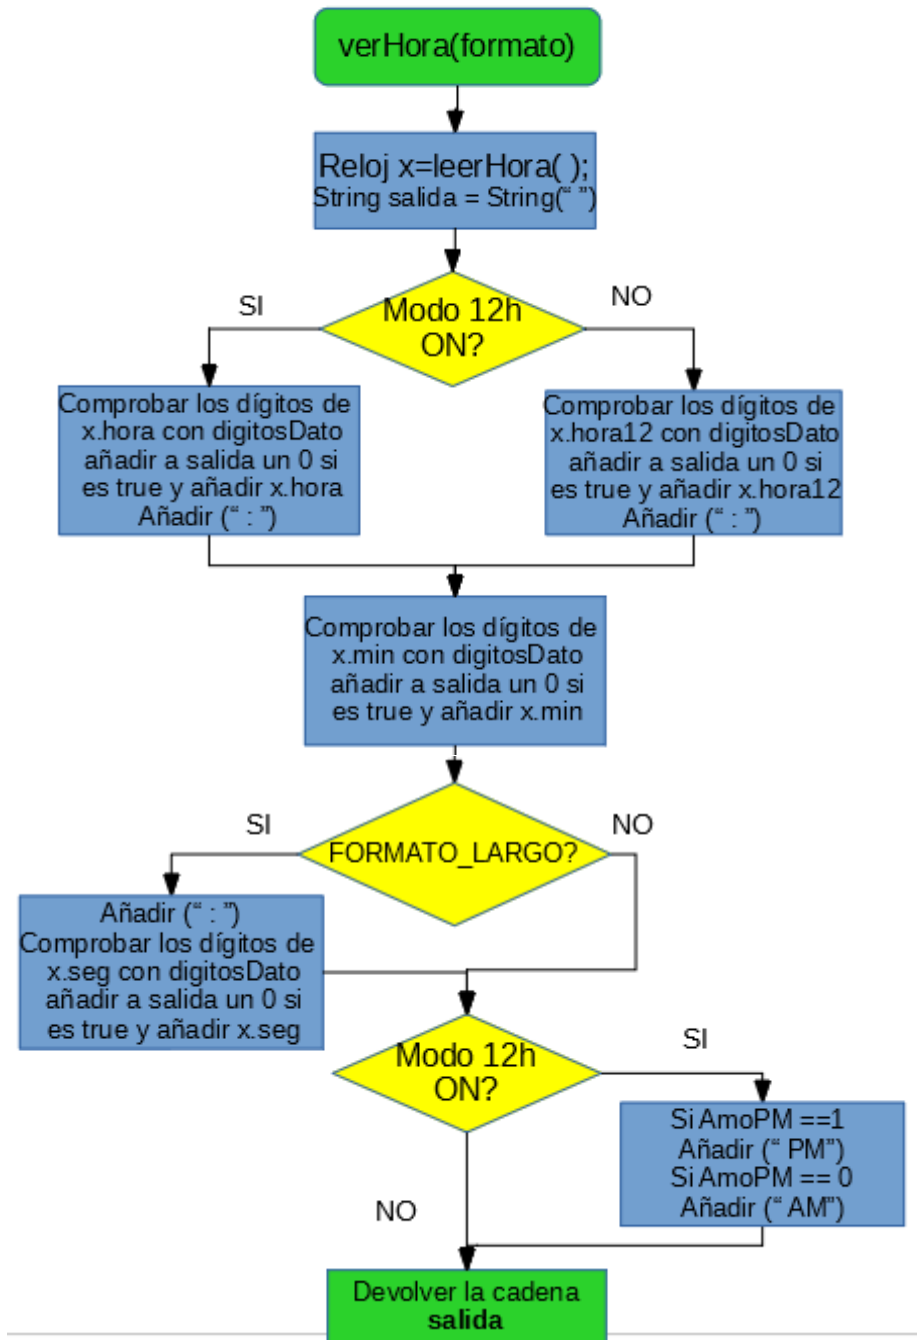 verHora(formato)
Reloj x=leerHora( );
String salida = String(“ ”)
Modo 12h
ON?
SI
NO
Comprobar los dígitos de
x.hora con digitosDato
añadir a salida un 0 si
es true y añadir x.hora
Añadir (“ : ”)
Comprobar los dígitos de
x.hora12 con digitosDato
añadir a salida un 0 si
es true y añadir x.hora12
Añadir (“ : ”)
Comprobar los dígitos de
x.min con digitosDato
añadir a salida un 0 si
es true y añadir x.min
FORMATO_LARGO?
SI
NO
Añadir (“ : ”)
Comprobar los dígitos de
x.seg con digitosDato
añadir a salida un 0 si
es true y añadir x.seg
Modo 12h
ON?
SI
Si AmoPM ==1
Añadir (“ PM”)
Si AmoPM == 0
Añadir (“ AM”)
NO
Devolver la cadena
salida